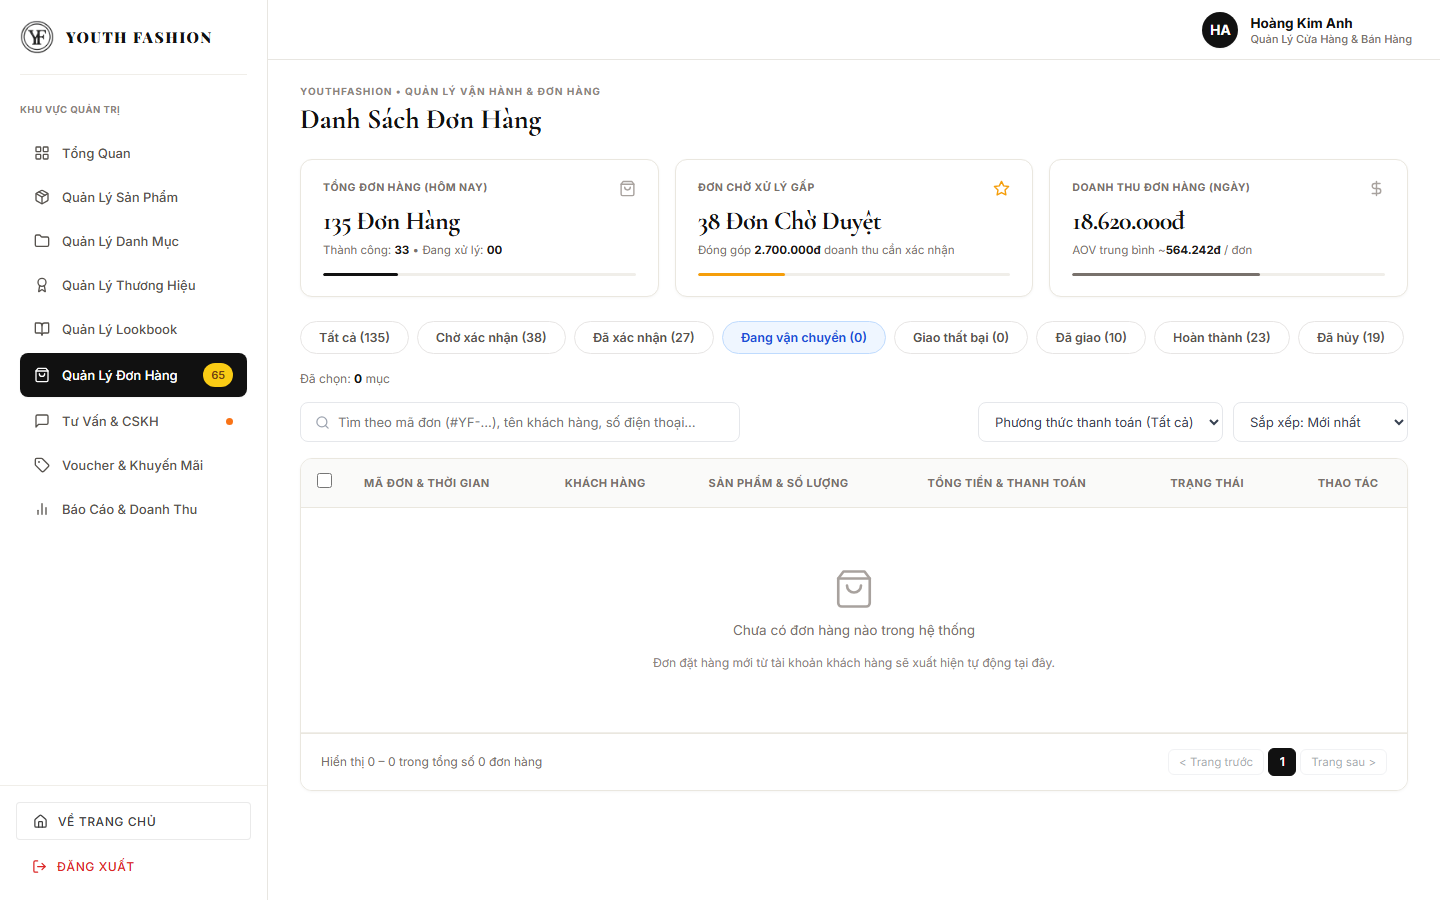 YF YOUTH FASHION
HA
Hoàng Kim Anh
Quản Lý Cửa Hàng & Bán Hàng
KHU VỰC QUẢN TRỊ
Tổng Quan
Quản Lý Sản Phẩm
Quản Lý Danh Mục
Quản Lý Thương Hiệu
Quản Lý Lookbook
Quản Lý Đơn Hàng 65
Tư Vấn & CSKH
Voucher & Khuyến Mãi
Báo Cáo & Doanh Thu
VỀ TRANG CHỦ
ĐĂNG XUẤT
YOUTHFASHION • QUẢN LÝ VẬN HÀNH & ĐƠN HÀNG
Danh Sách Đơn Hàng
TỔNG ĐƠN HÀNG (HÔM NAY)
135 Đơn Hàng
Thành công: 33 • Đang xử lý: 00
ĐƠN CHỜ XỬ LÝ GẤP
38 Đơn Chờ Duyệt
Đóng góp 2.700.000đ doanh thu cần xác nhận
DOANH THU ĐƠN HÀNG (NGÀY)
18.620.000đ
AOV trung bình ~564.242đ / đơn
Tất cả (135) Chờ xác nhận (38) Đã xác nhận (27) Đang vận chuyển (0) Giao thất bại (0) Đã giao (10) Hoàn thành (23) Đã hủy (19)
Đã chọn: 0 mục
Tìm theo mã đơn (#YF-...), tên khách hàng, số điện thoại... Phương thức thanh toán (Tất cả) Sắp xếp: Mới nhất
MÃ ĐƠN & THỜI GIAN KHÁCH HÀNG SẢN PHẨM & SỐ LƯỢNG TỔNG TIỀN & THANH TOÁN TRẠNG THÁI THAO TÁC
Chưa có đơn hàng nào trong hệ thống
Đơn đặt hàng mới từ tài khoản khách hàng sẽ xuất hiện tự động tại đây.
Hiển thị 0 – 0 trong tổng số 0 đơn hàng < Trang trước 1 Trang sau >